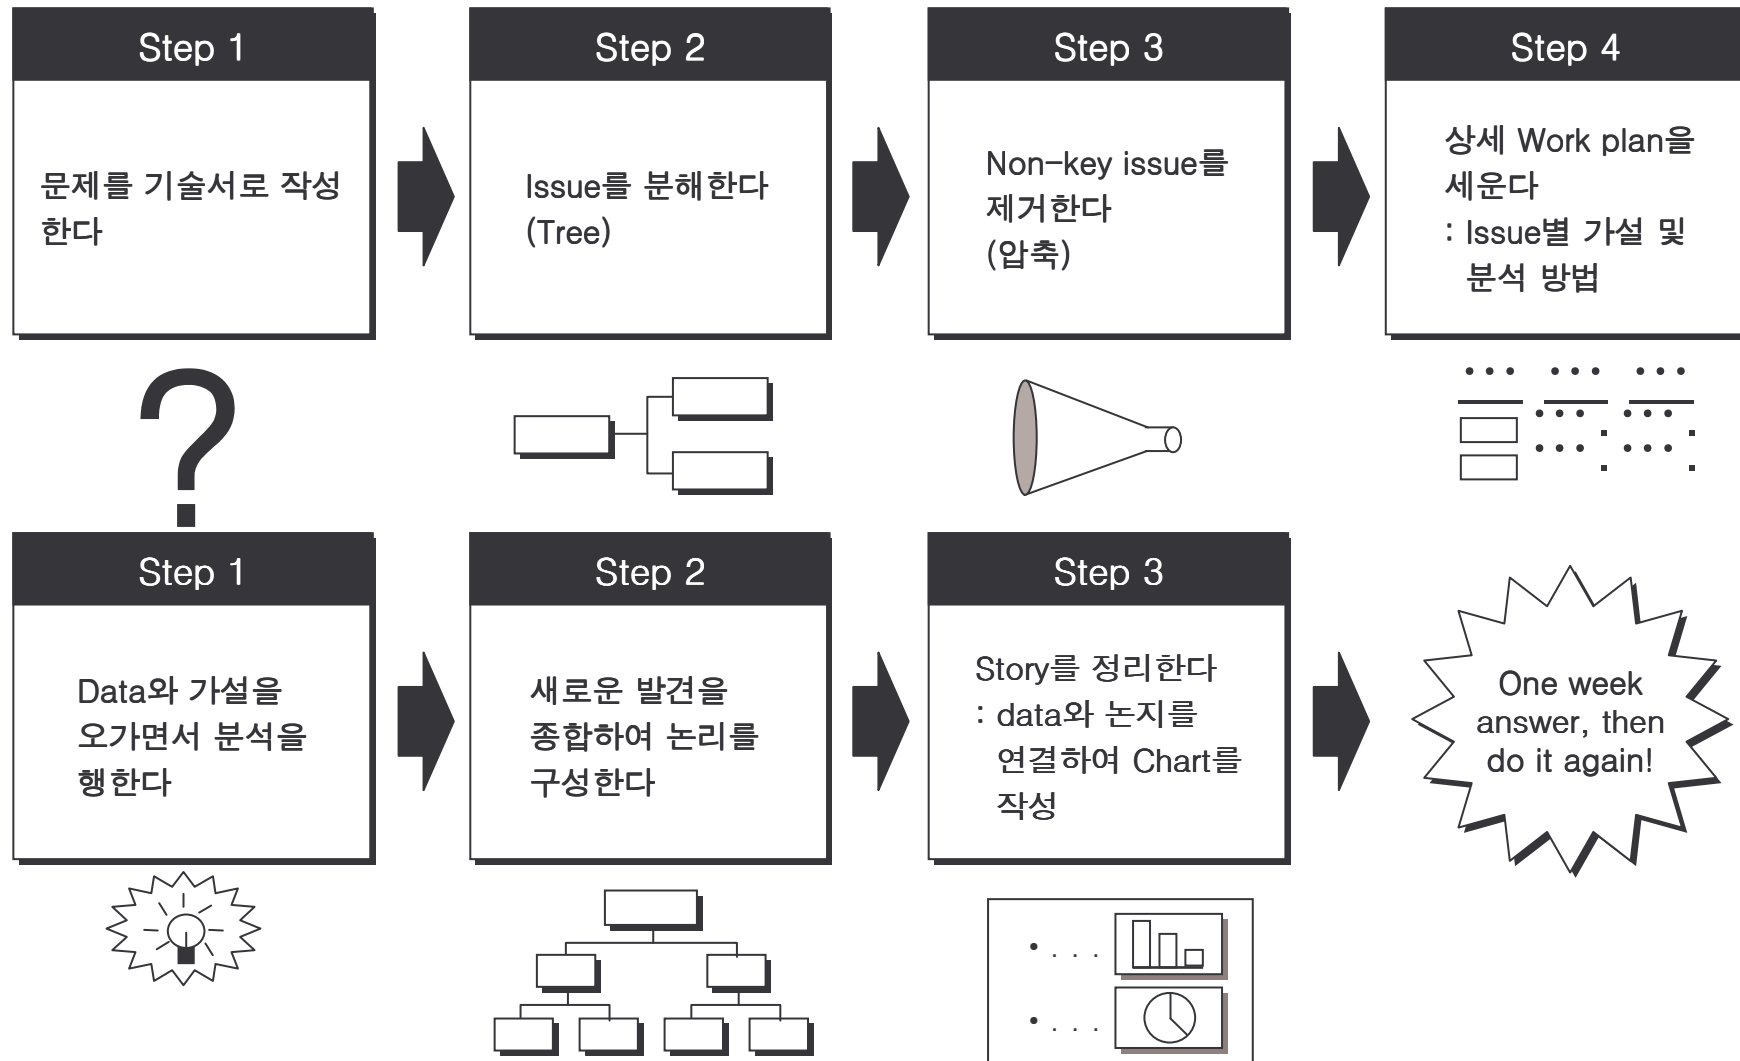 Step 1
문제를 기술서로 작성
한다
Step 2
Issue를 분해한다
(Tree)
Step 3
Non-key issue를
제거한다
(압축)
Step 4
상세 Work plan을
세운다
: Issue별 가설 및
분석 방법
?
Step 1
Data와 가설을
오가면서 분석을
행한다
Step 2
새로운 발견을
종합하여 논리를
구성한다
Step 3
Story를 정리한다
: data와 논지를
연결하여 Chart를
작성
One week
answer, then
do it again!